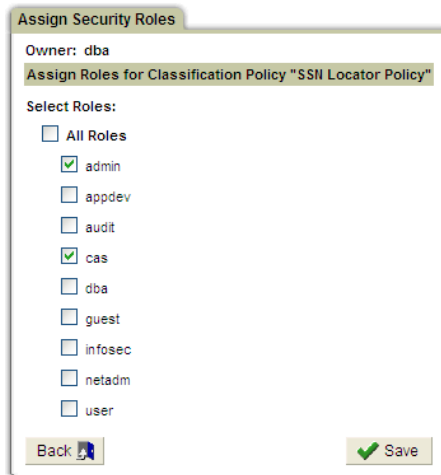 Assign Security Roles
Owner: dba
Assign Roles for Classification Policy "SSN Locator Policy"
Select Roles:
All Roles
admin
appdev
audit
cas
dba
guest
infosec
netadm
user
Back Save